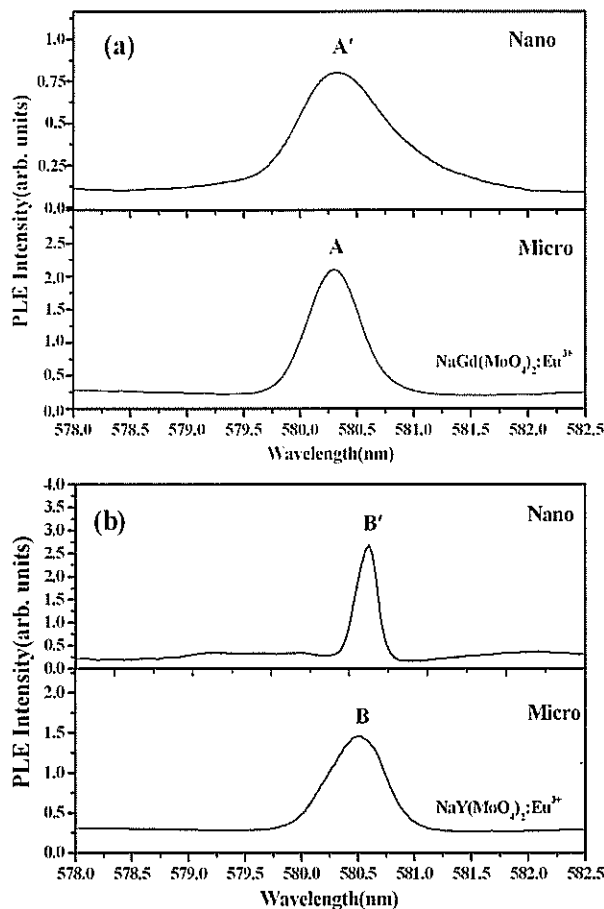 (a)
A'
Nano
1.0
0.75
0.5
0.25
0.0
PLE Intensity(arb. units)
A
Micro
2.5
2.0
1.5
1.0
0.5
0.0
NaGd(MoO₄)₂:Eu³⁺
578.0 578.5 579.0 579.5 580.0 580.5 581.0 581.5 582.0 582.5
Wavelength(nm)
(b)
B'
Nano
4.0
3.5
3.0
2.5
2.0
1.5
1.0
0.5
0.0
PLE Intensity(arb. units)
B
Micro
2.0
1.5
1.0
0.5
0.0
NaY(MoO₄)₂:Eu³⁺
578.0 578.5 579.0 579.5 580.0 580.5 581.0 581.5 582.0 582.5
Wavelength(nm)